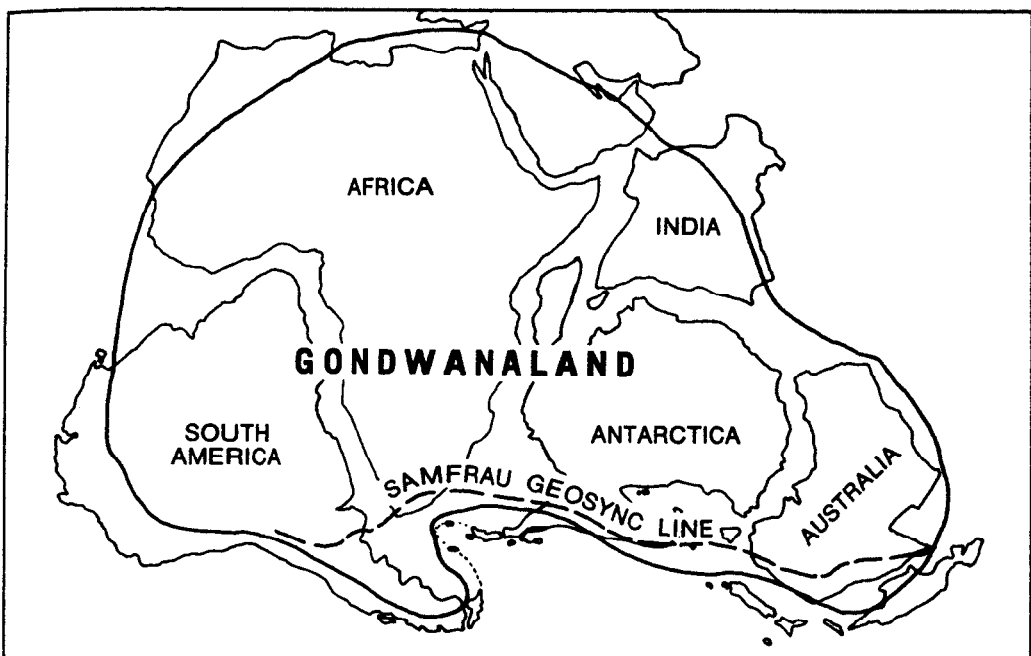 AFRICA
INDIA
GONDWANALAND
SOUTH
AMERICA
ANTARCTICA
SAMFRAU GEOSYNC LINE
AUSTRALIA